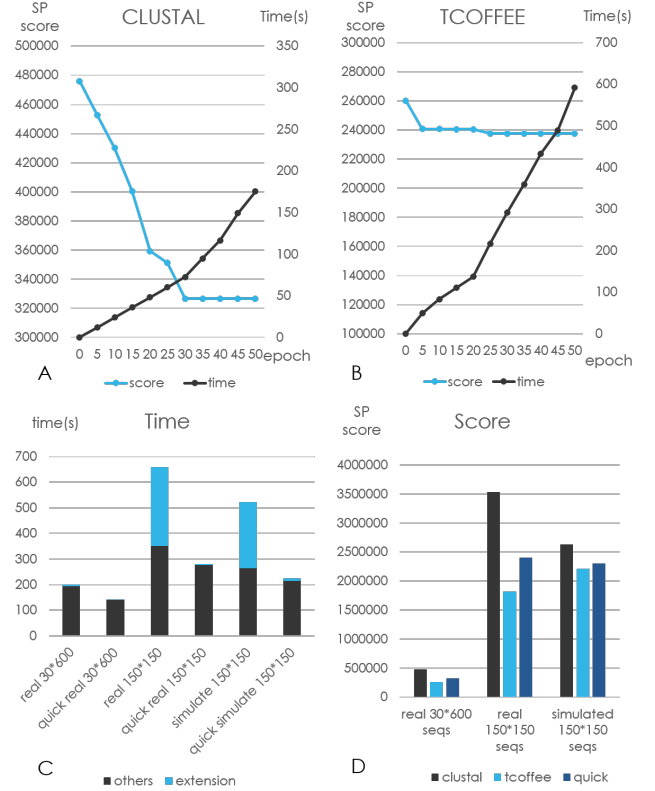 SP
score
CLUSTAL
Time(s)
500000
480000
460000
440000
420000
400000
380000
360000
340000
320000
300000
350
300
250
200
150
100
50
0
0 5 10 15 20 25 30 35 40 45 50
epoch
A
score time
SP
score
TCOFFEE
Time(s)
300000
280000
260000
240000
220000
200000
180000
160000
140000
120000
100000
700
600
500
400
300
200
100
0
0 5 10 15 20 25 30 35 40 45 50
epoch
B
score time
time(s)
Time
700
600
500
400
300
200
100
0
real 30*600
quick real 30*600
real 150*150
quick real 150*150
simulate 150*150
quick simulate 150*150
C
others extension
SP
score
Score
4000000
3500000
3000000
2500000
2000000
1500000
1000000
500000
0
real 30*600
seqs
real
150*150
seqs
simulated
150*150
seqs
D
clustal tcoffee quick